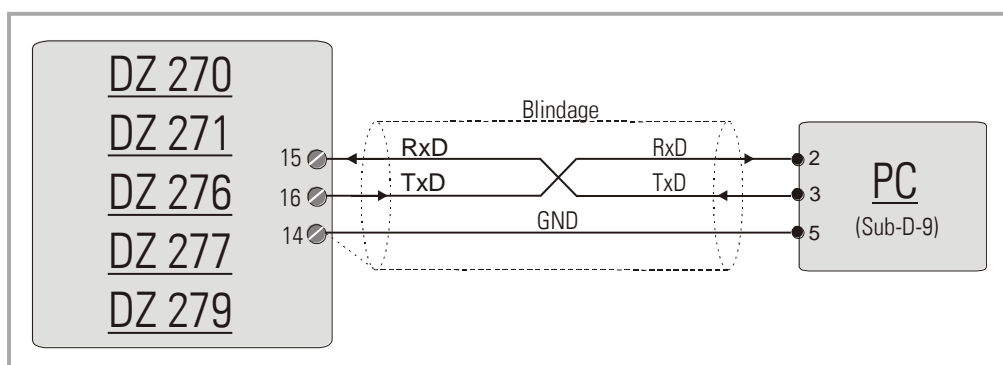 DZ 270
DZ 271
DZ 276
DZ 277
DZ 279
Blindage
15 RxD RxD 2
16 TxD TxD 3
14 GND 5
PC
(Sub-D-9)